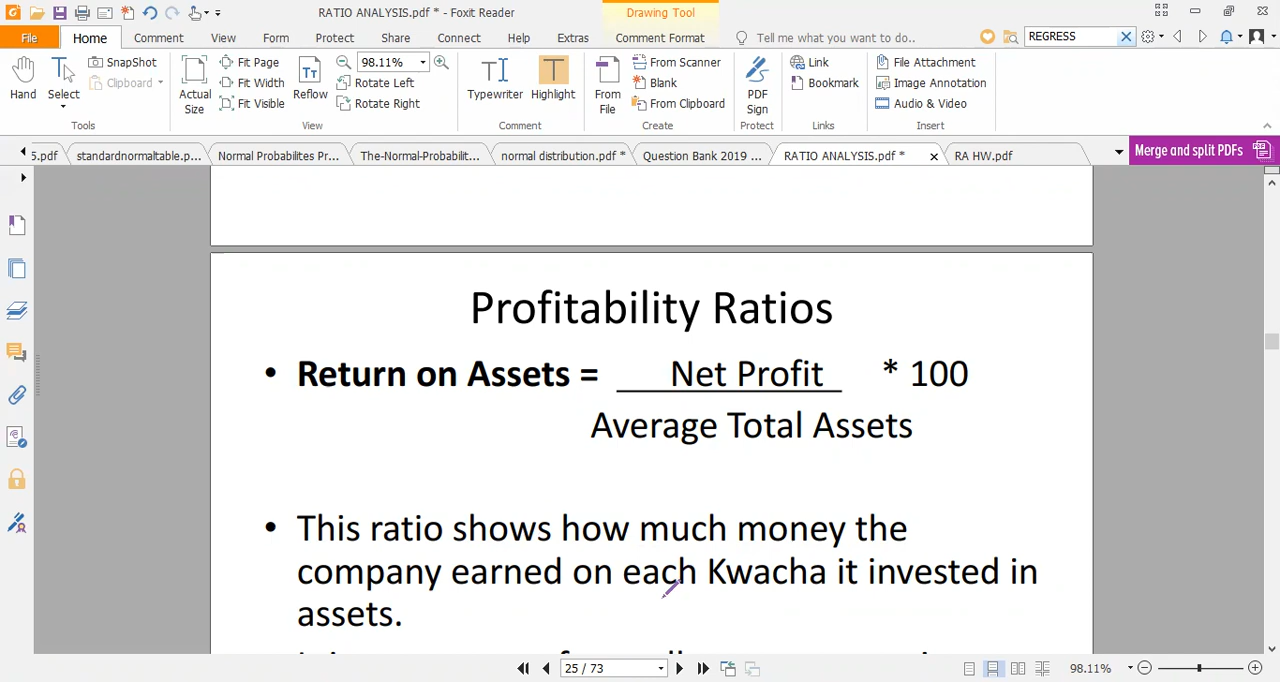 RATIO ANALYSIS.pdf * - Foxit Reader
Drawing Tool
File Home Comment View Form Protect Share Connect Help Extras Comment Format Tell me what you want to do.. REGRESS
Hand
Select
SnapShot
Clipboard
Tools
Actual Size
Fit Page
Fit Width
Fit Visible
Reflow
98.11%
Rotate Left
Rotate Right
View
Typewriter
Highlight
Comment
From File
From Scanner
Blank
From Clipboard
Create
PDF Sign
Protect
Link
Bookmark
Links
File Attachment
Image Annotation
Audio & Video
Insert
5.pdf standardnormaltable.p... Normal Probabilites Pr... The-Normal-Probabilit... normal distribution.pdf * Question Bank 2019 ... RATIO ANALYSIS.pdf * RA HW.pdf Merge and split PDFs
Profitability Ratios
• Return on Assets = Net Profit * 100
Average Total Assets
• This ratio shows how much money the
company earned on each Kwacha it invested in
assets.
25 / 73 98.11%